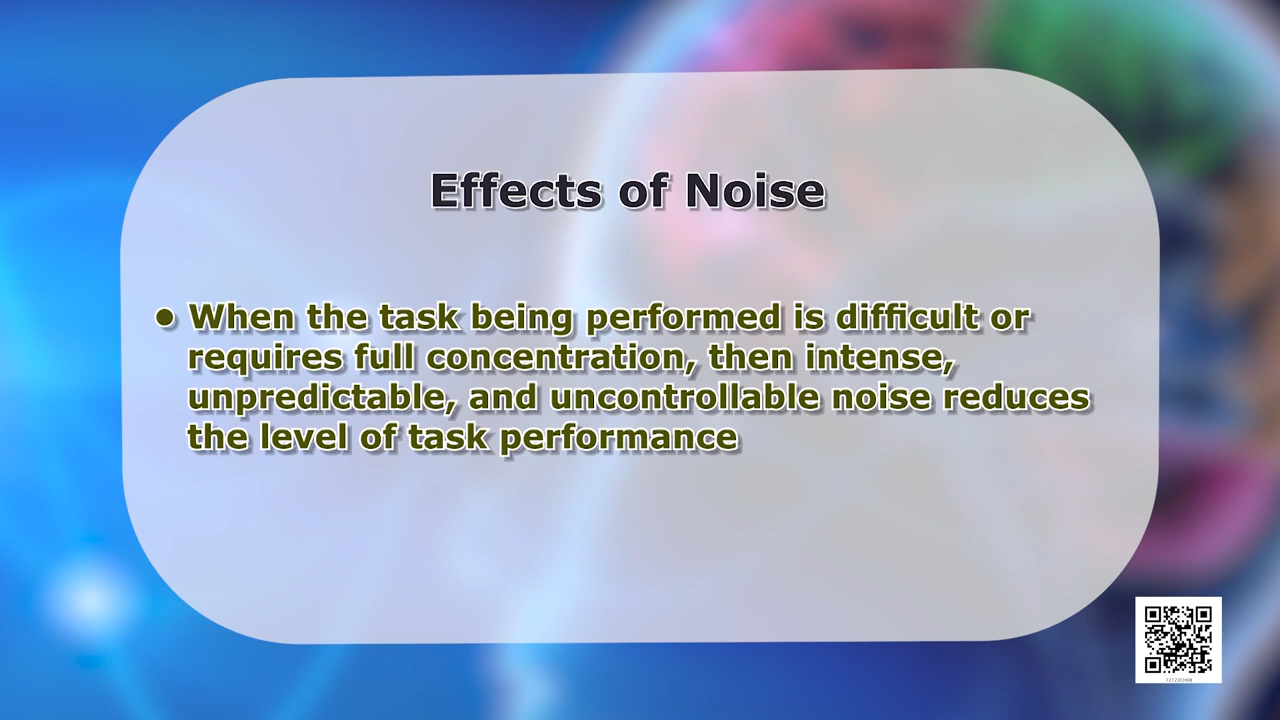 Effects of Noise
• When the task being performed is difficult or
requires full concentration, then intense,
unpredictable, and uncontrollable noise reduces
the level of task performance
12123CH08